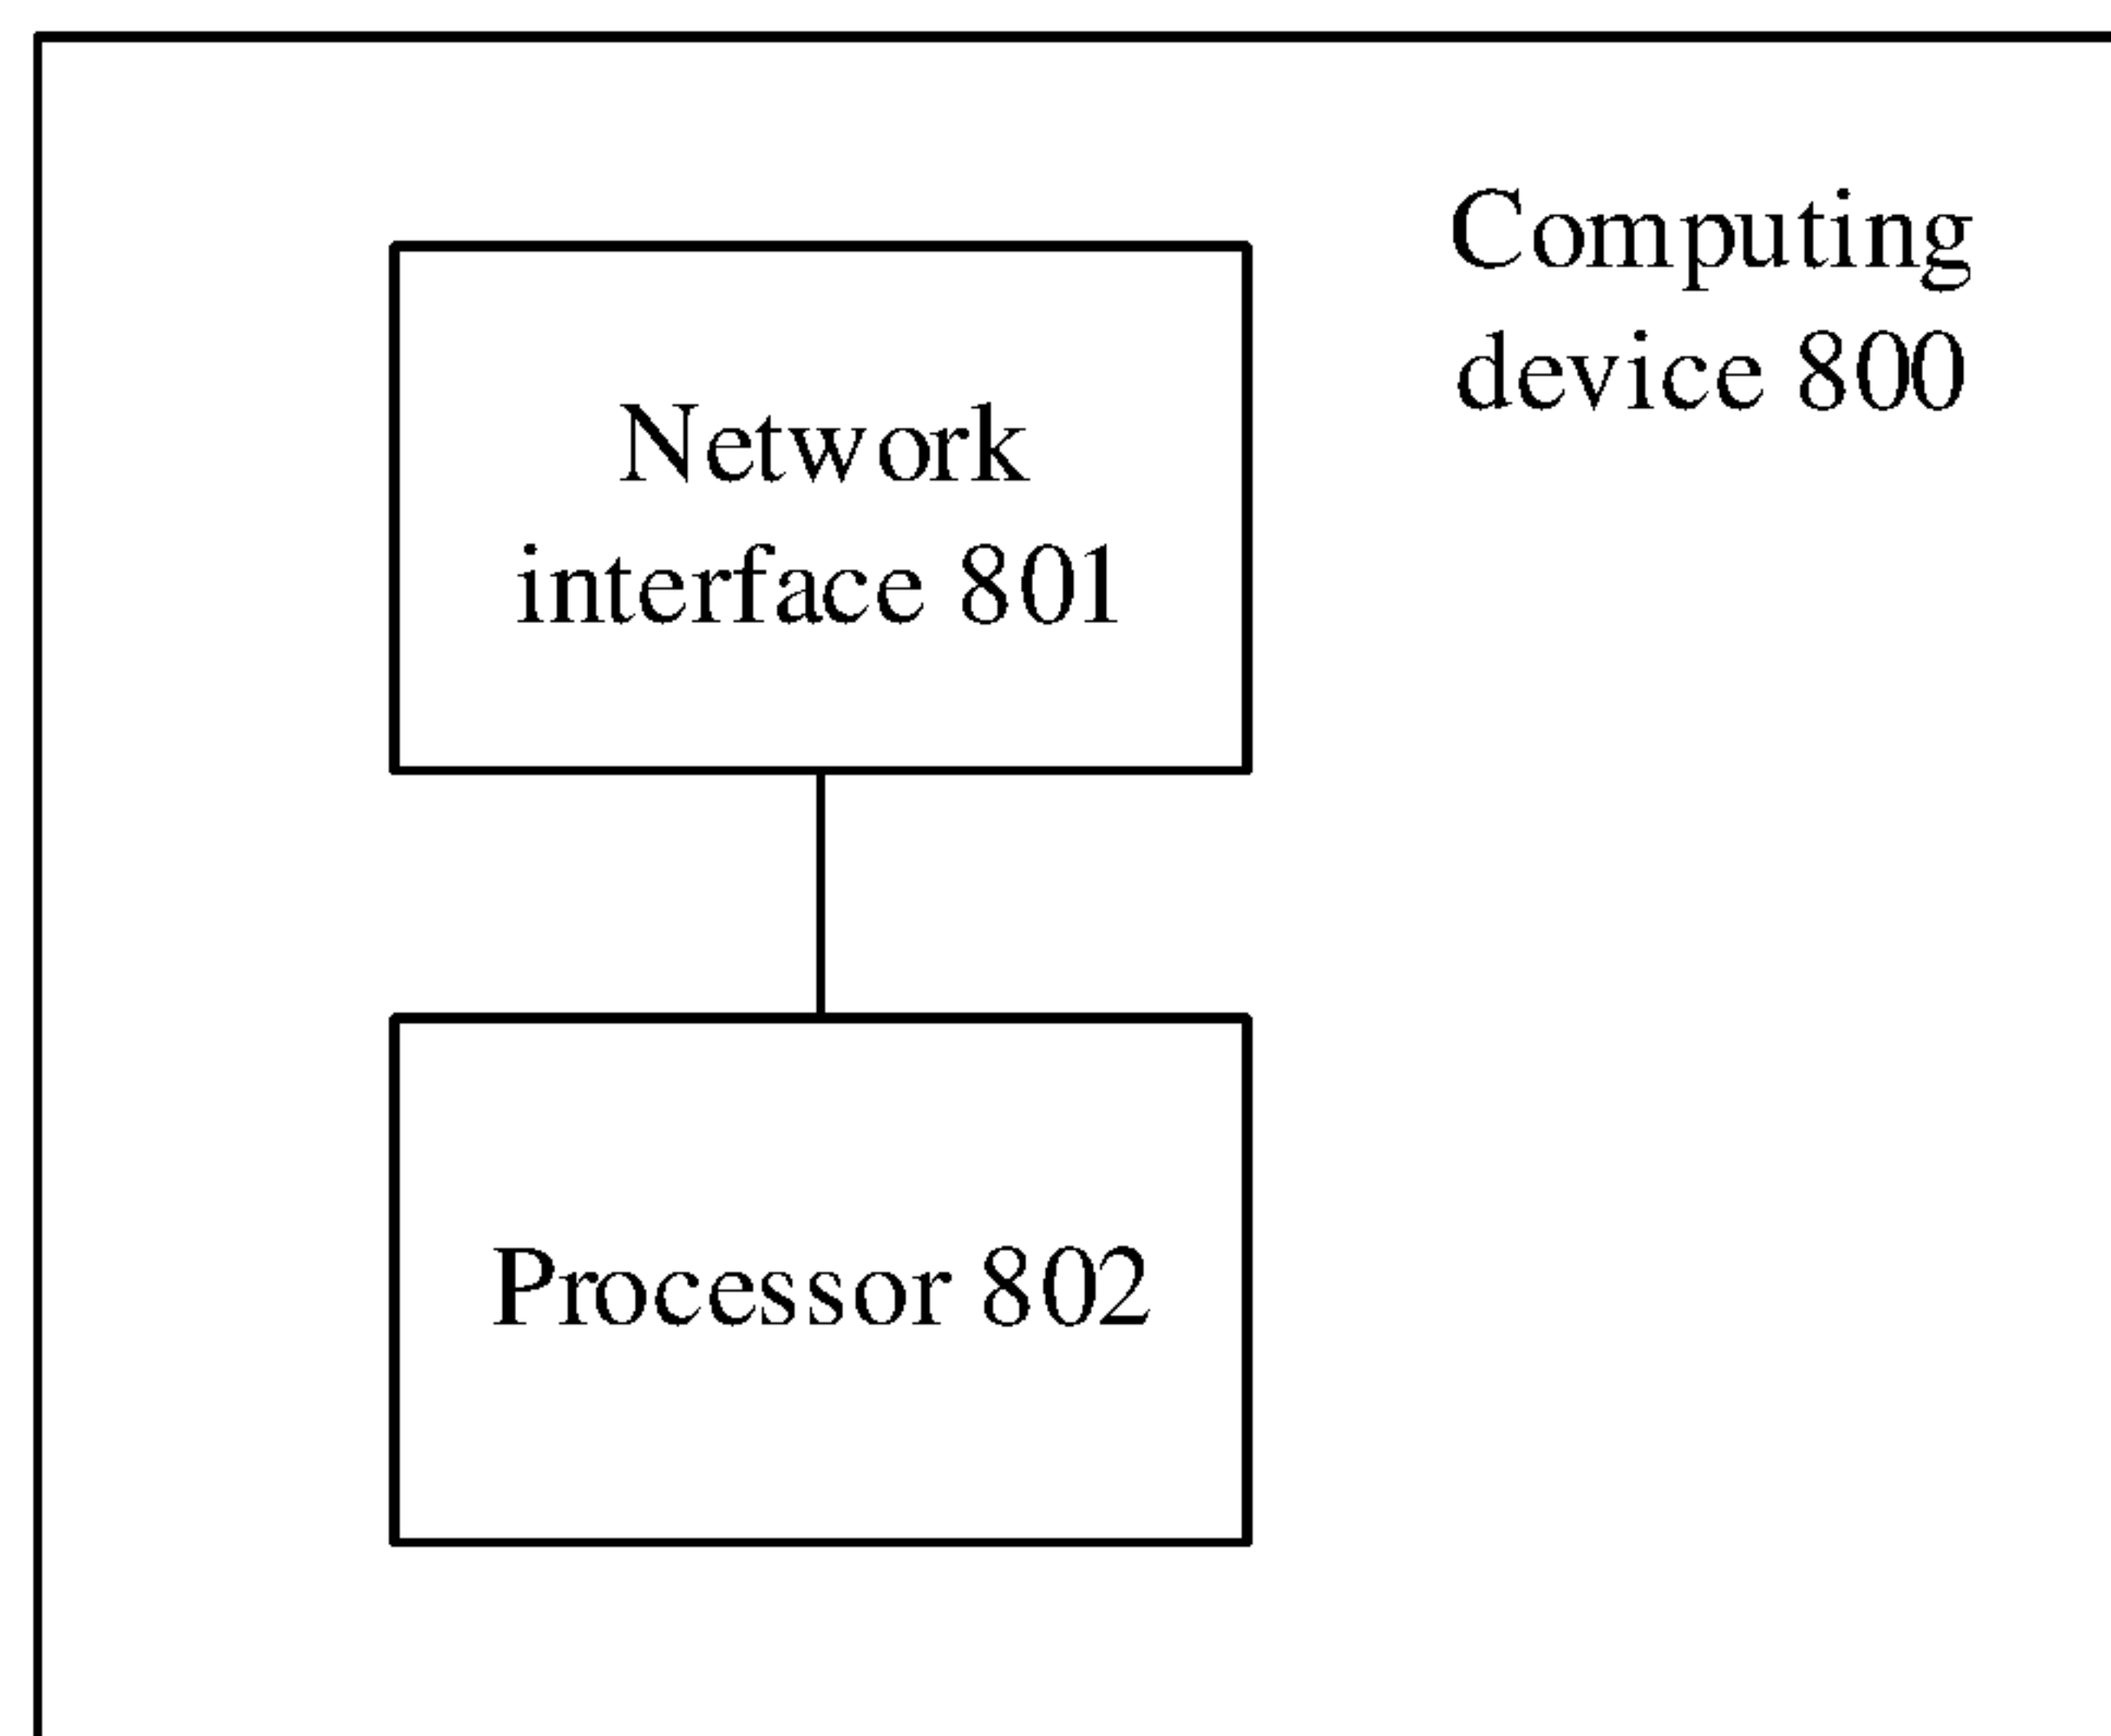 Computing
device 800
Network
interface 801
Processor 802